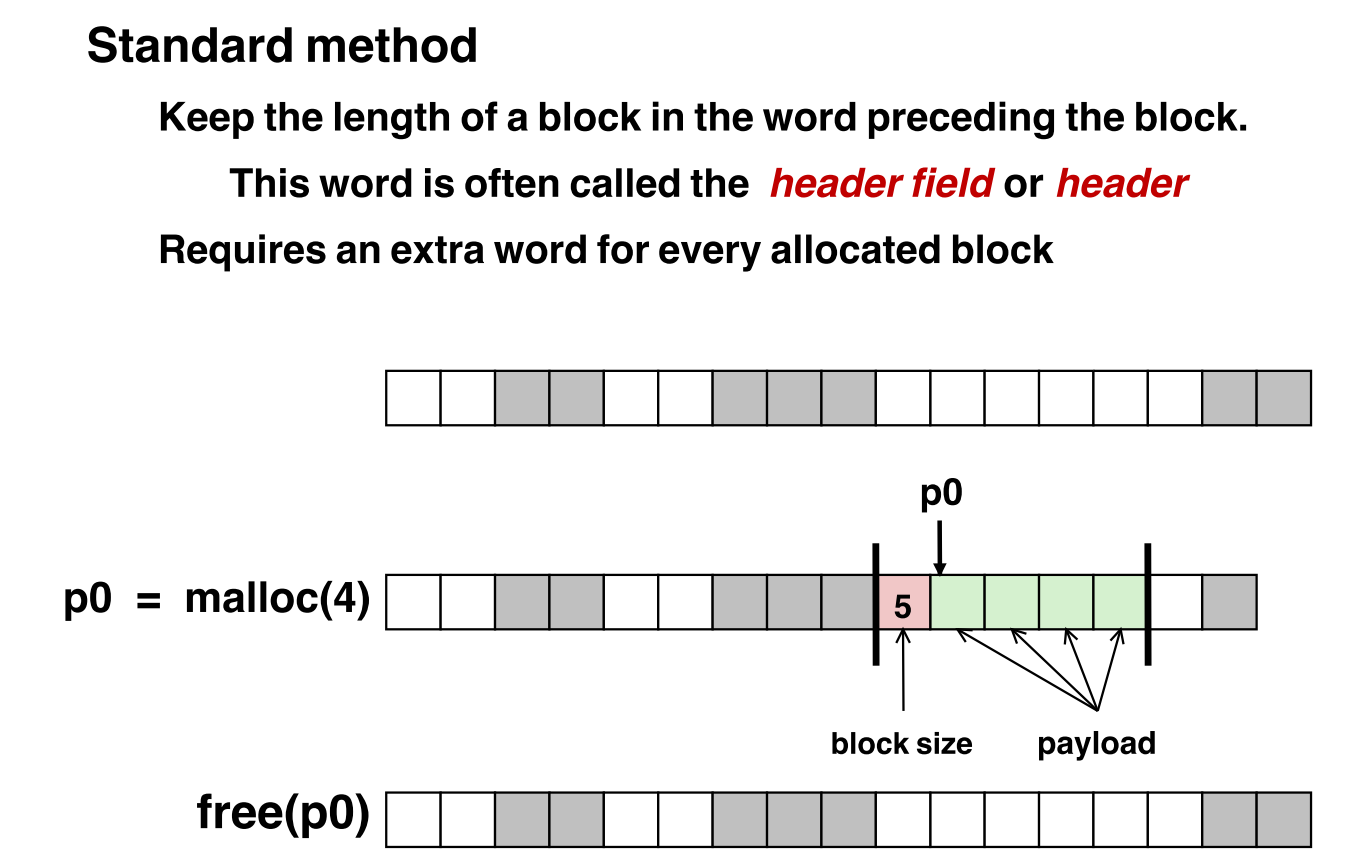 Standard method
Keep the length of a block in the word preceding the block.
This word is often called the header field or header
Requires an extra word for every allocated block
p0
p0 = malloc(4)
5
block size
payload
free(p0)